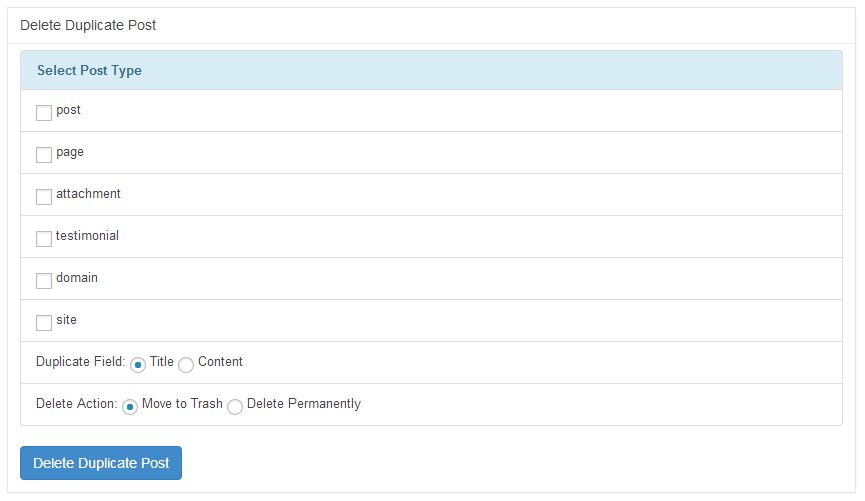 Delete Duplicate Post
Select Post Type
post
page
attachment
testimonial
domain
site
Duplicate Field: Title Content
Delete Action: Move to Trash Delete Permanently
Delete Duplicate Post